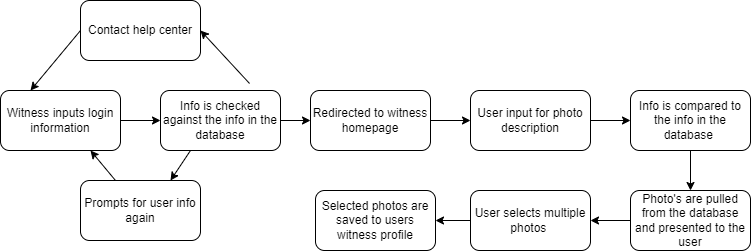 Contact help center
Witness inputs login
information
Info is checked
against the info in the
database
Redirected to witness
homepage
User input for photo
description
Info is compared to
the info in the
database
Prompts for user info
again
Selected photos are
saved to users
witness profile
User selects multiple
photos
Photo's are pulled
from the database
and presented to the
user